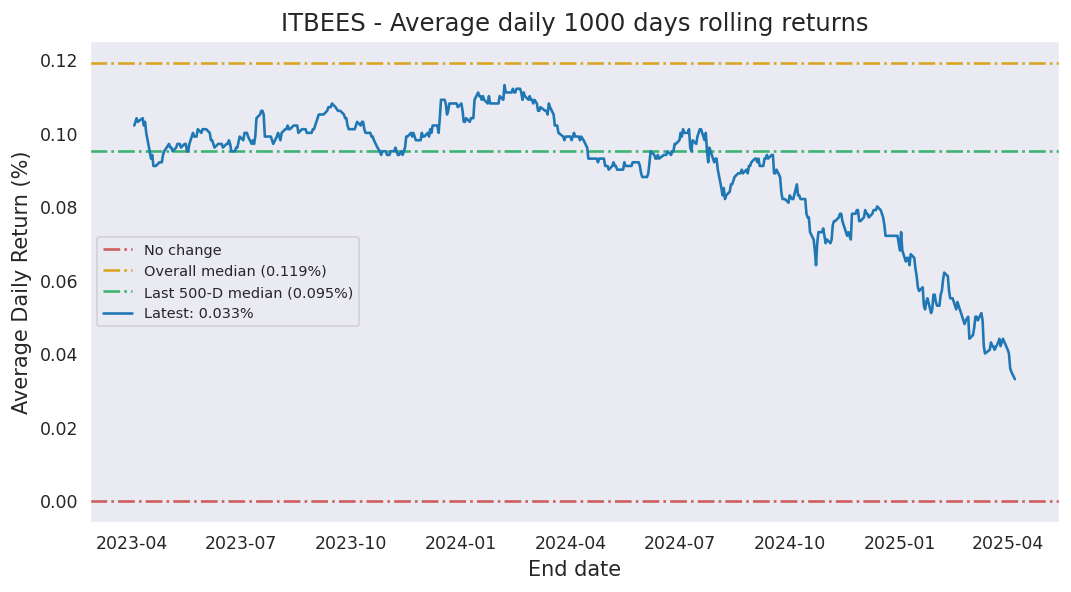 ITBEES - Average daily 1000 days rolling returns
Average Daily Return (%)
0.12
0.10
0.08
0.06
0.04
0.02
0.00
No change
Overall median (0.119%)
Last 500-D median (0.095%)
Latest: 0.033%
2023-04 2023-07 2023-10 2024-01 2024-04 2024-07 2024-10 2025-01 2025-04
End date